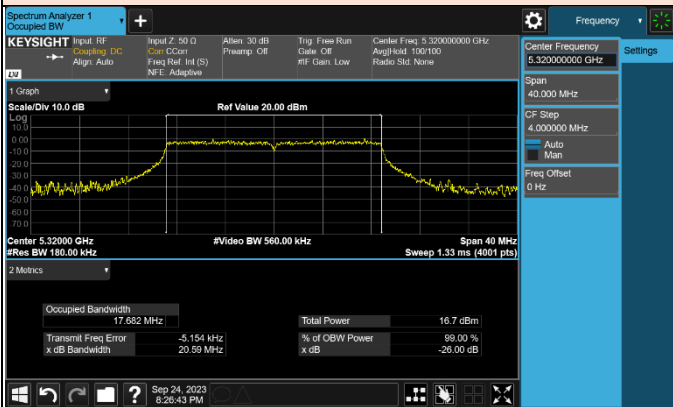 Spectrum Analyzer 1
Occupied BW
+
Frequency
KEYSIGHT
Input: RF
Coupling: DC
Align: Auto
Input Z: 50 Ω
Corr CCorr
Freq Ref: Int (S)
NFE: Adaptive
Atten: 30 dB
Preamp: Off
Trig: Free Run
Gate: Off
#IF Gain: Low
Center Freq: 5.320000000 GHz
Avg|Hold: 100/100
Radio Std: None
LXI
Center Frequency
5.320000000 GHz
Settings
Span
40.000 MHz
CF Step
4.000000 MHz
Auto
Man
Freq Offset
0 Hz
1 Graph
Scale/Div 10.0 dB
Ref Value 20.00 dBm
Log
10.0
0.00
-10.0
-20.0
-30.0
-40.0
-50.0
-60.0
-70.0
Center 5.32000 GHz
#Video BW 560.00 kHz
Span 40 MHz
#Res BW 180.00 kHz
Sweep 1.33 ms (4001 pts)
2 Metrics
Occupied Bandwidth
17.682 MHz
Total Power 16.7 dBm
Transmit Freq Error -5.154 kHz
% of OBW Power 99.00 %
x dB Bandwidth 20.59 MHz
x dB -26.00 dB
?
Sep 24, 2023
8:26:43 PM